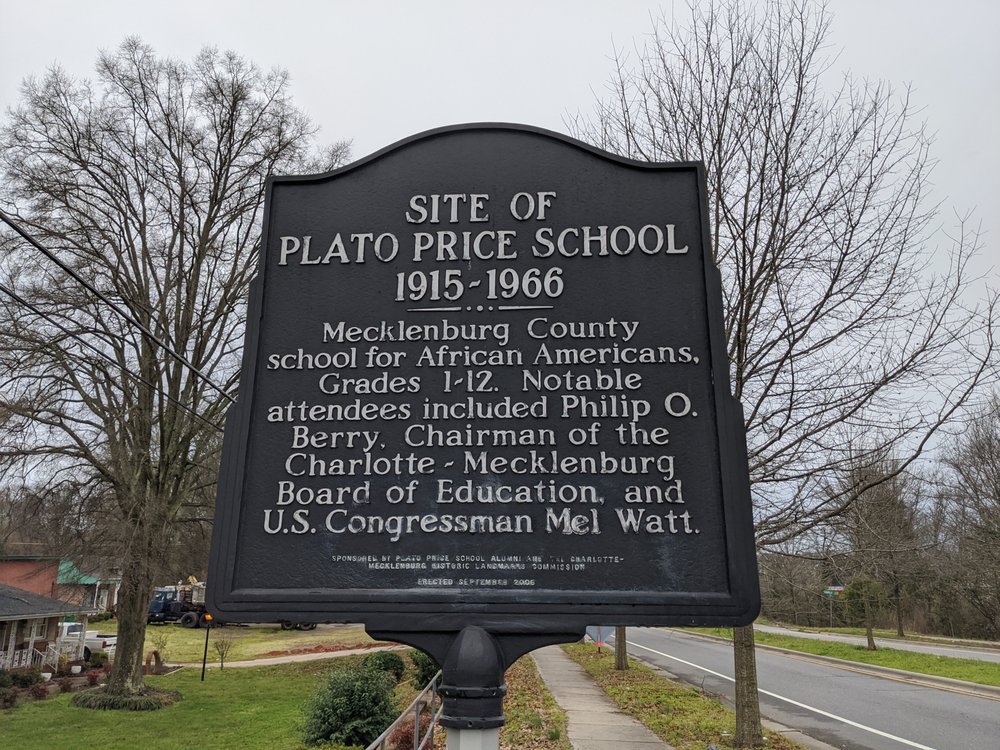 SITE OF
PLATO PRICE SCHOOL
1915-1966
Mecklenburg County
school for African Americans,
Grades 1-12. Notable
attendees included Philip O.
Berry, Chairman of the
Charlotte-Mecklenburg
Board of Education, and
U.S. Congressman Mel Watt.
SPONSORED BY PLATO PRICE SCHOOL ALUMNI AND THE CHARLOTTE-
MECKLENBURG HISTORIC LANDMARKS COMMISSION
ERECTED SEPTEMBER 2006